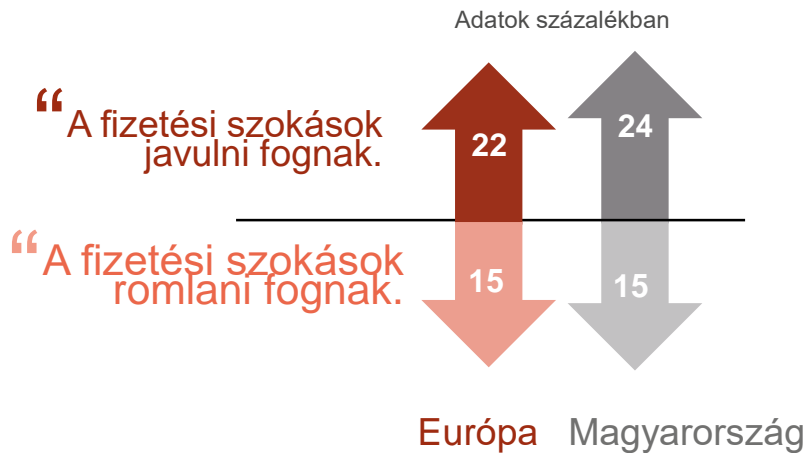 Adatok százalékban
“A fizetési szokások
javulni fognak.
22
24
“A fizetési szokások
romlani fognak.
15
15
Európa
Magyarország